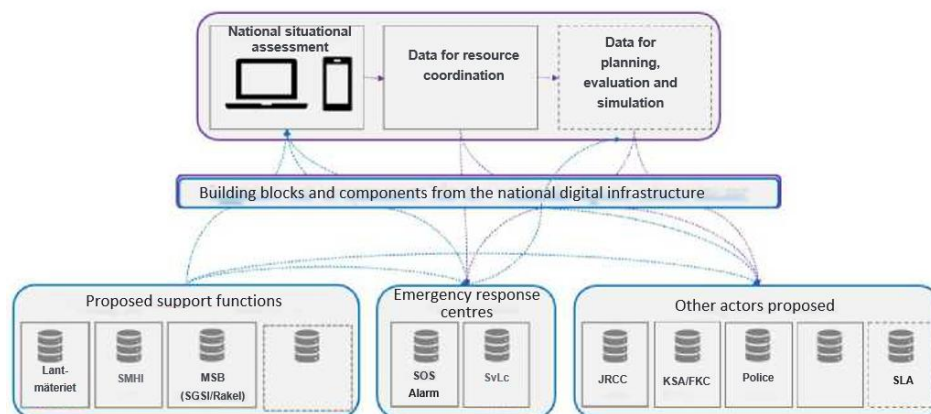 National situational
assessment
Data for resource
coordination
Data for
planning,
evaluation and
simulation
Building blocks and components from the national digital infrastructure
Proposed support functions
Lant-
mäteriet
SMHI
MSB
(SGSI/Rakel)
Emergency response
centres
SOS
Alarm
SvLc
Other actors proposed
JRCC
KSA/FKC
Police
SLA